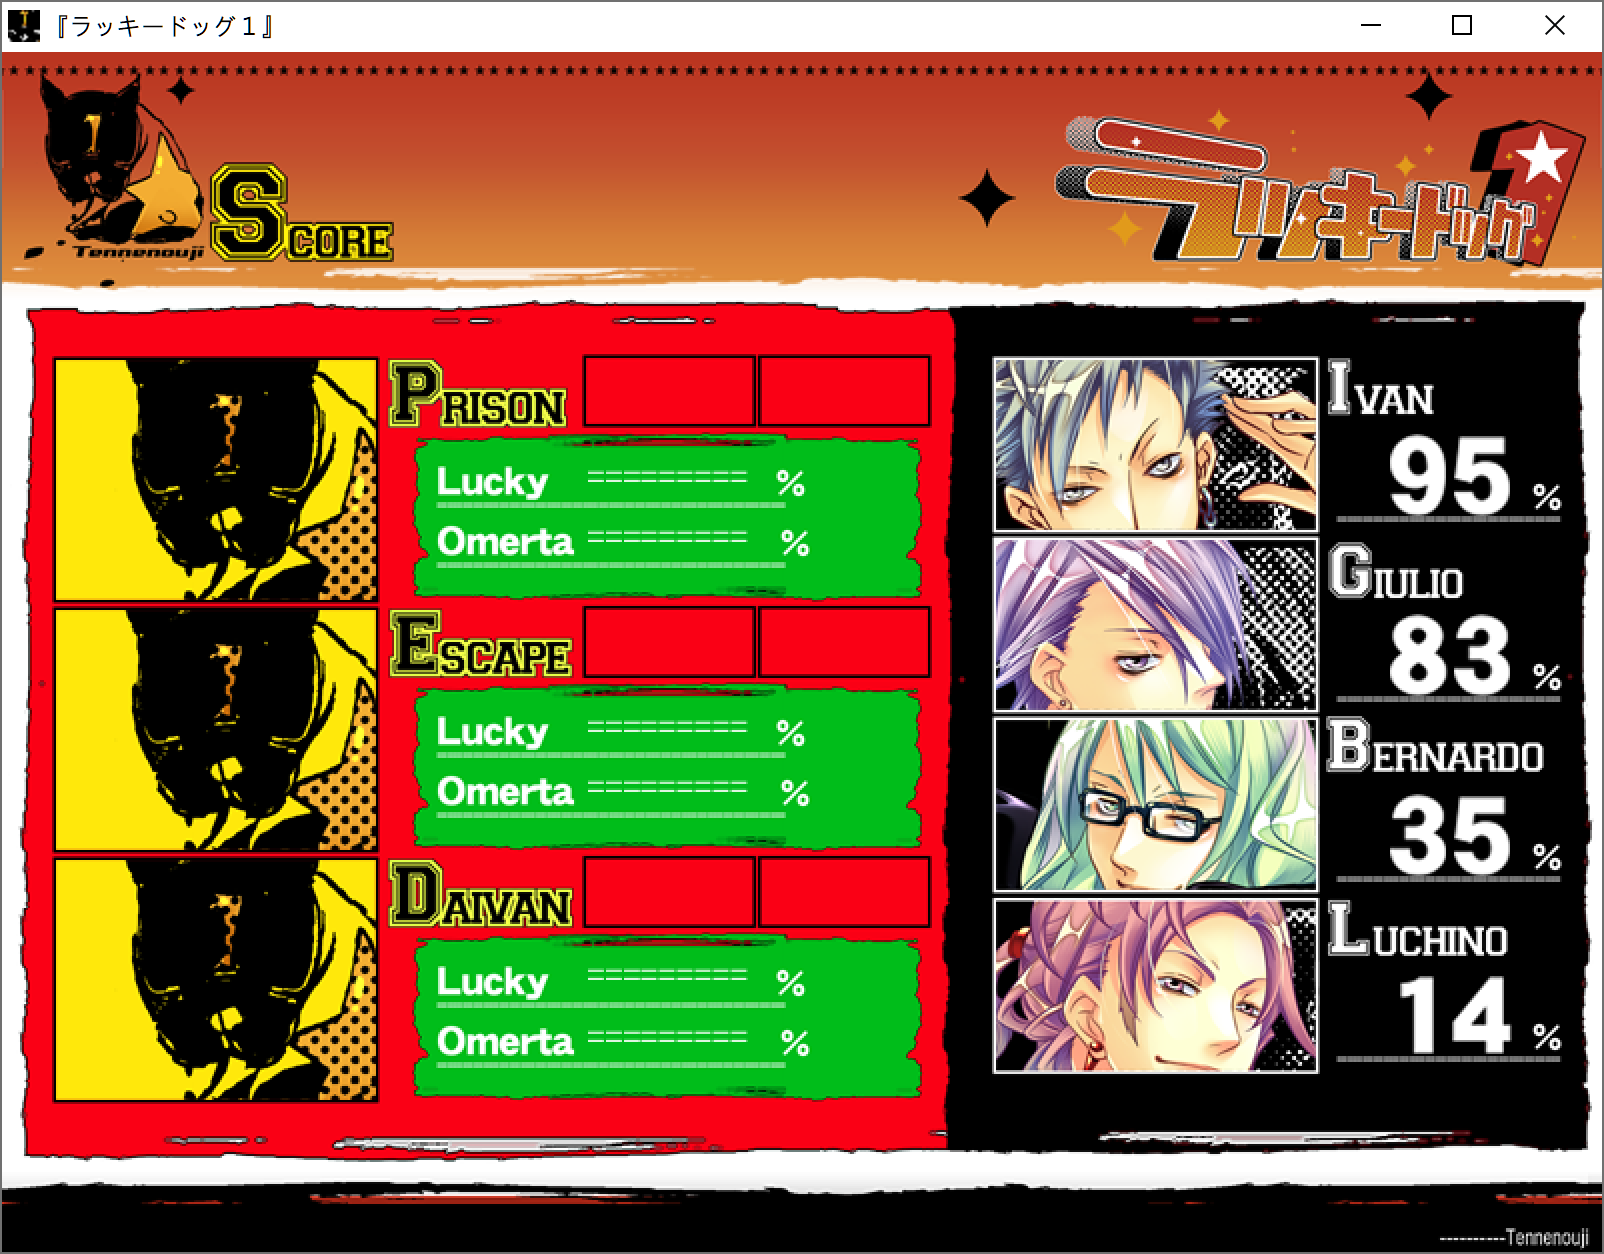 『ラッキードッグ１』
1
Tennenouji
SCORE
ラッキードッグ1
PRISON
Lucky ========= %
Omerta ========= %
ESCAPE
Lucky ========= %
Omerta ========= %
DAIVAN
Lucky ========= %
Omerta ========= %
IVAN
95 %
GIULIO
83 %
BERNARDO
35 %
LUCHINO
14 %
----------Tennenouji